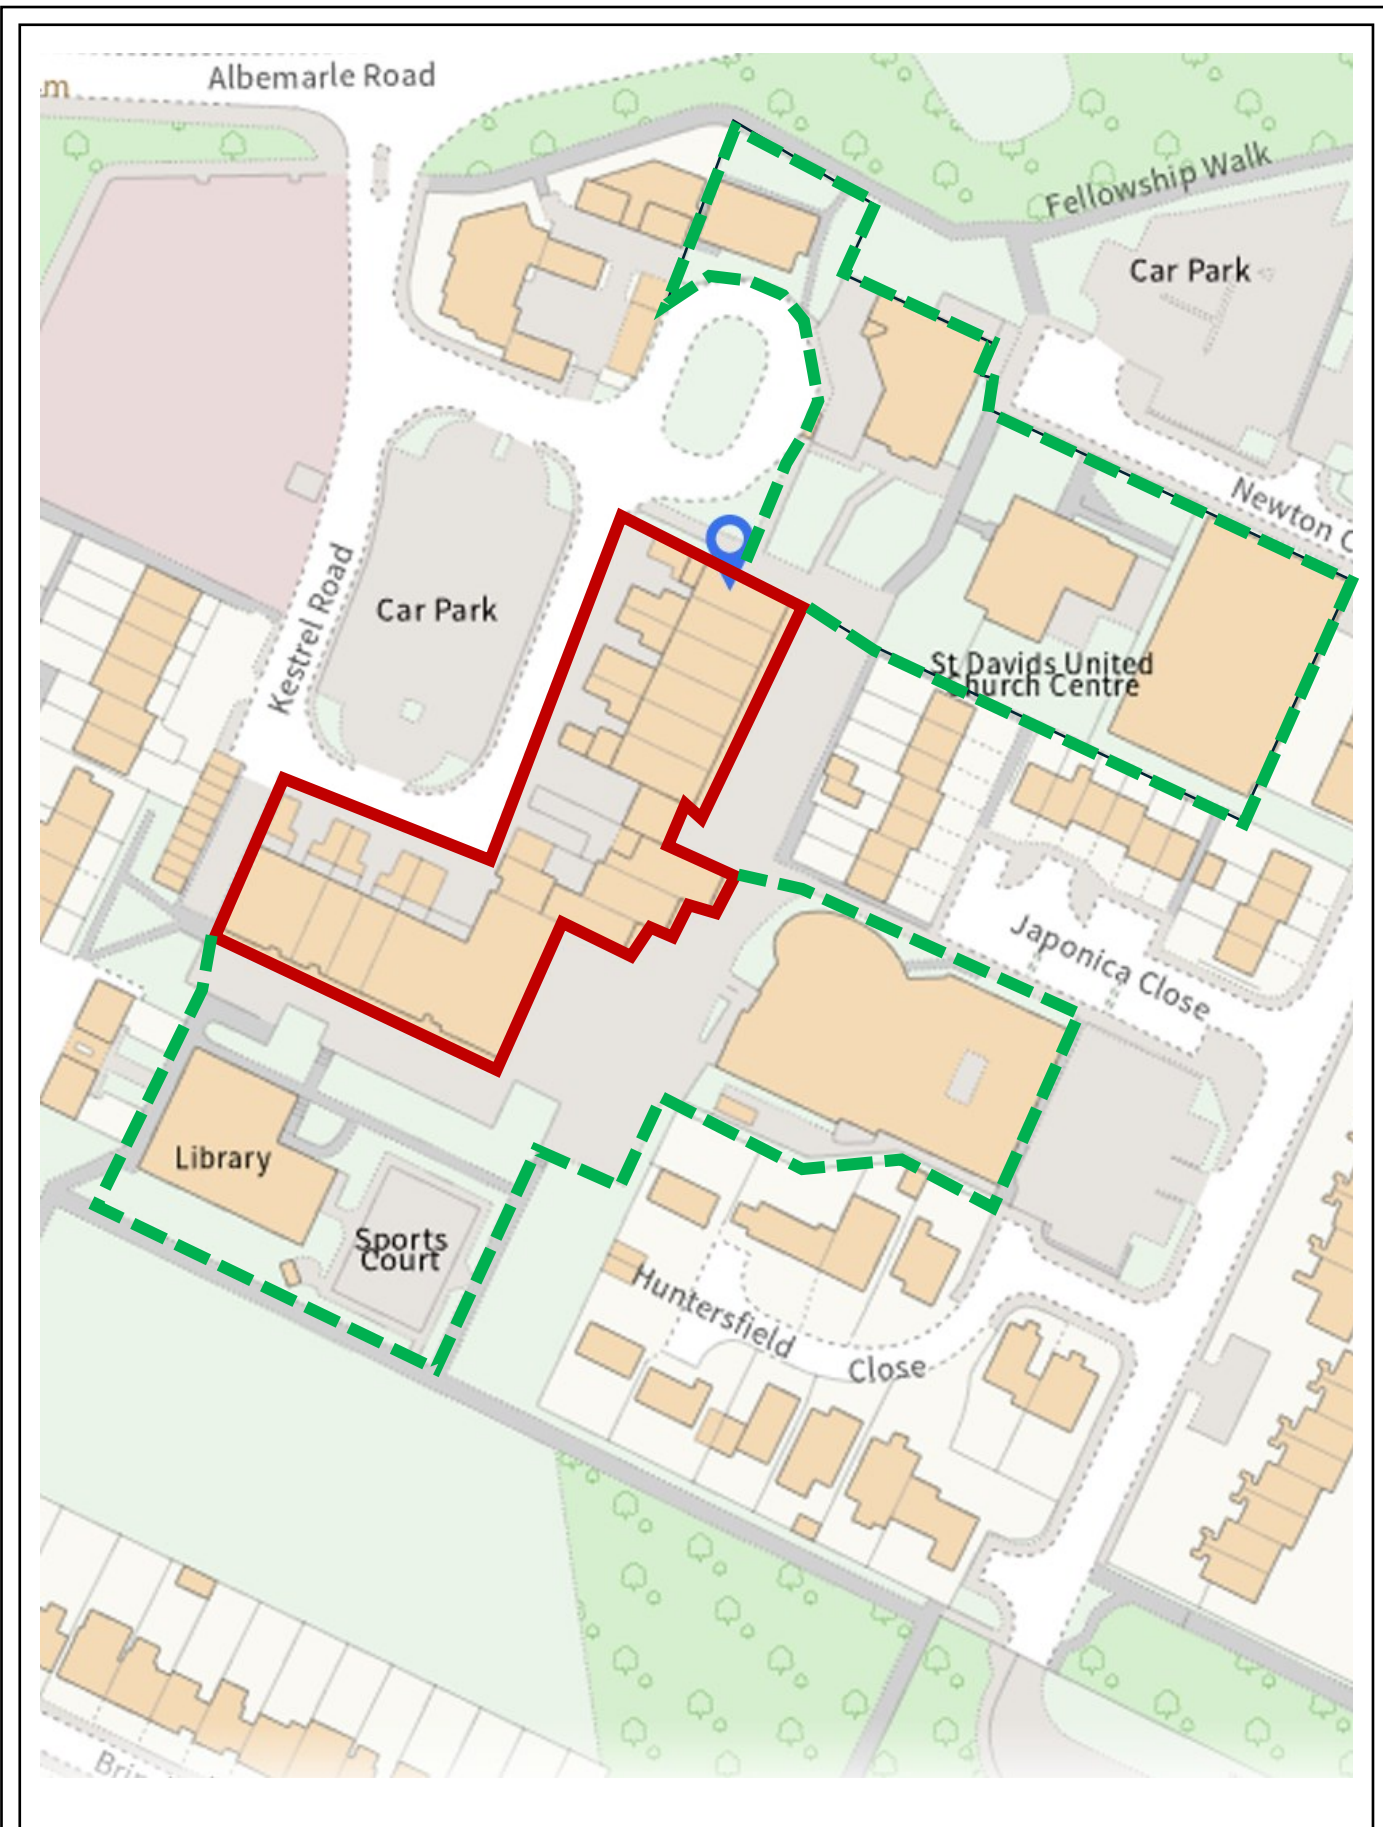 Albemarle Road
m
Fellowship Walk
Car Park
Newton C
Kestrel Road
Car Park
St Davids United
Church Centre
Japonica Close
Library
Sports
Court
Huntersfield
Close